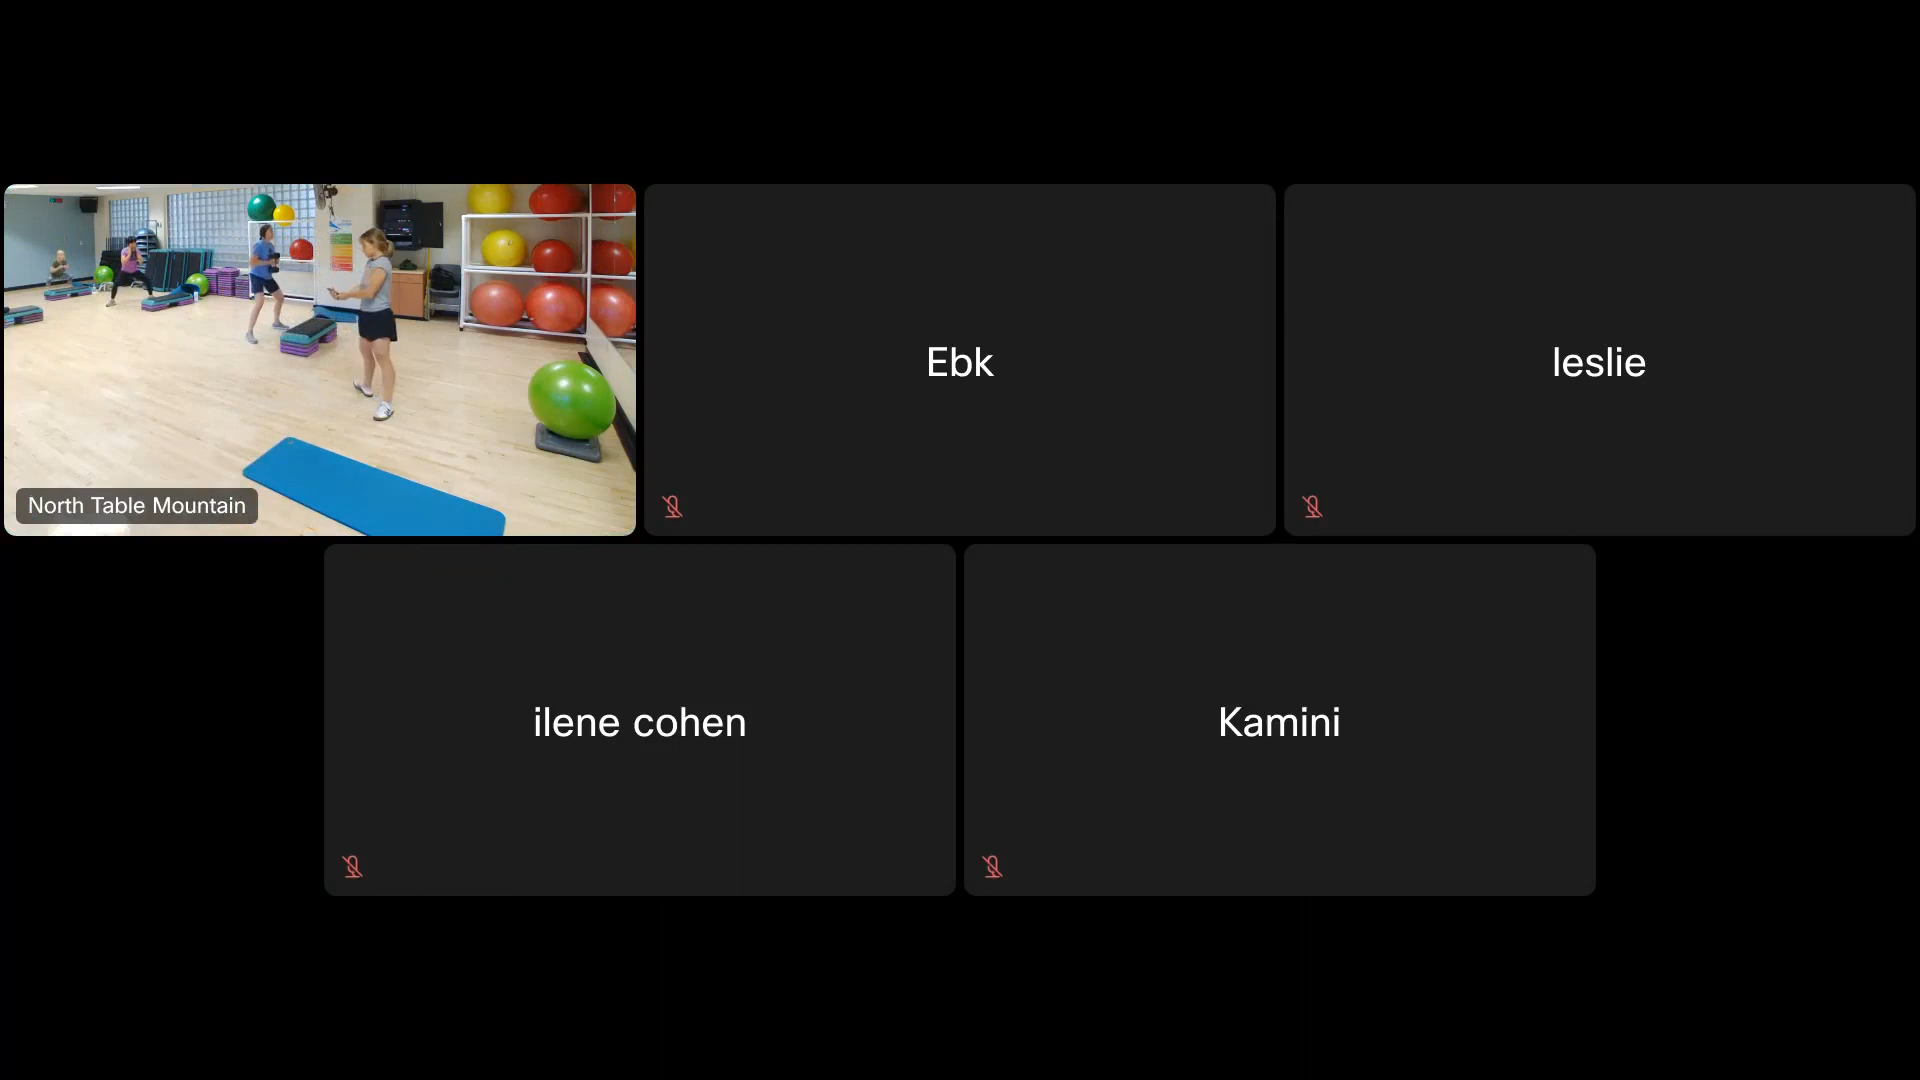 North Table Mountain
Ebk
leslie
ilene cohen
Kamini